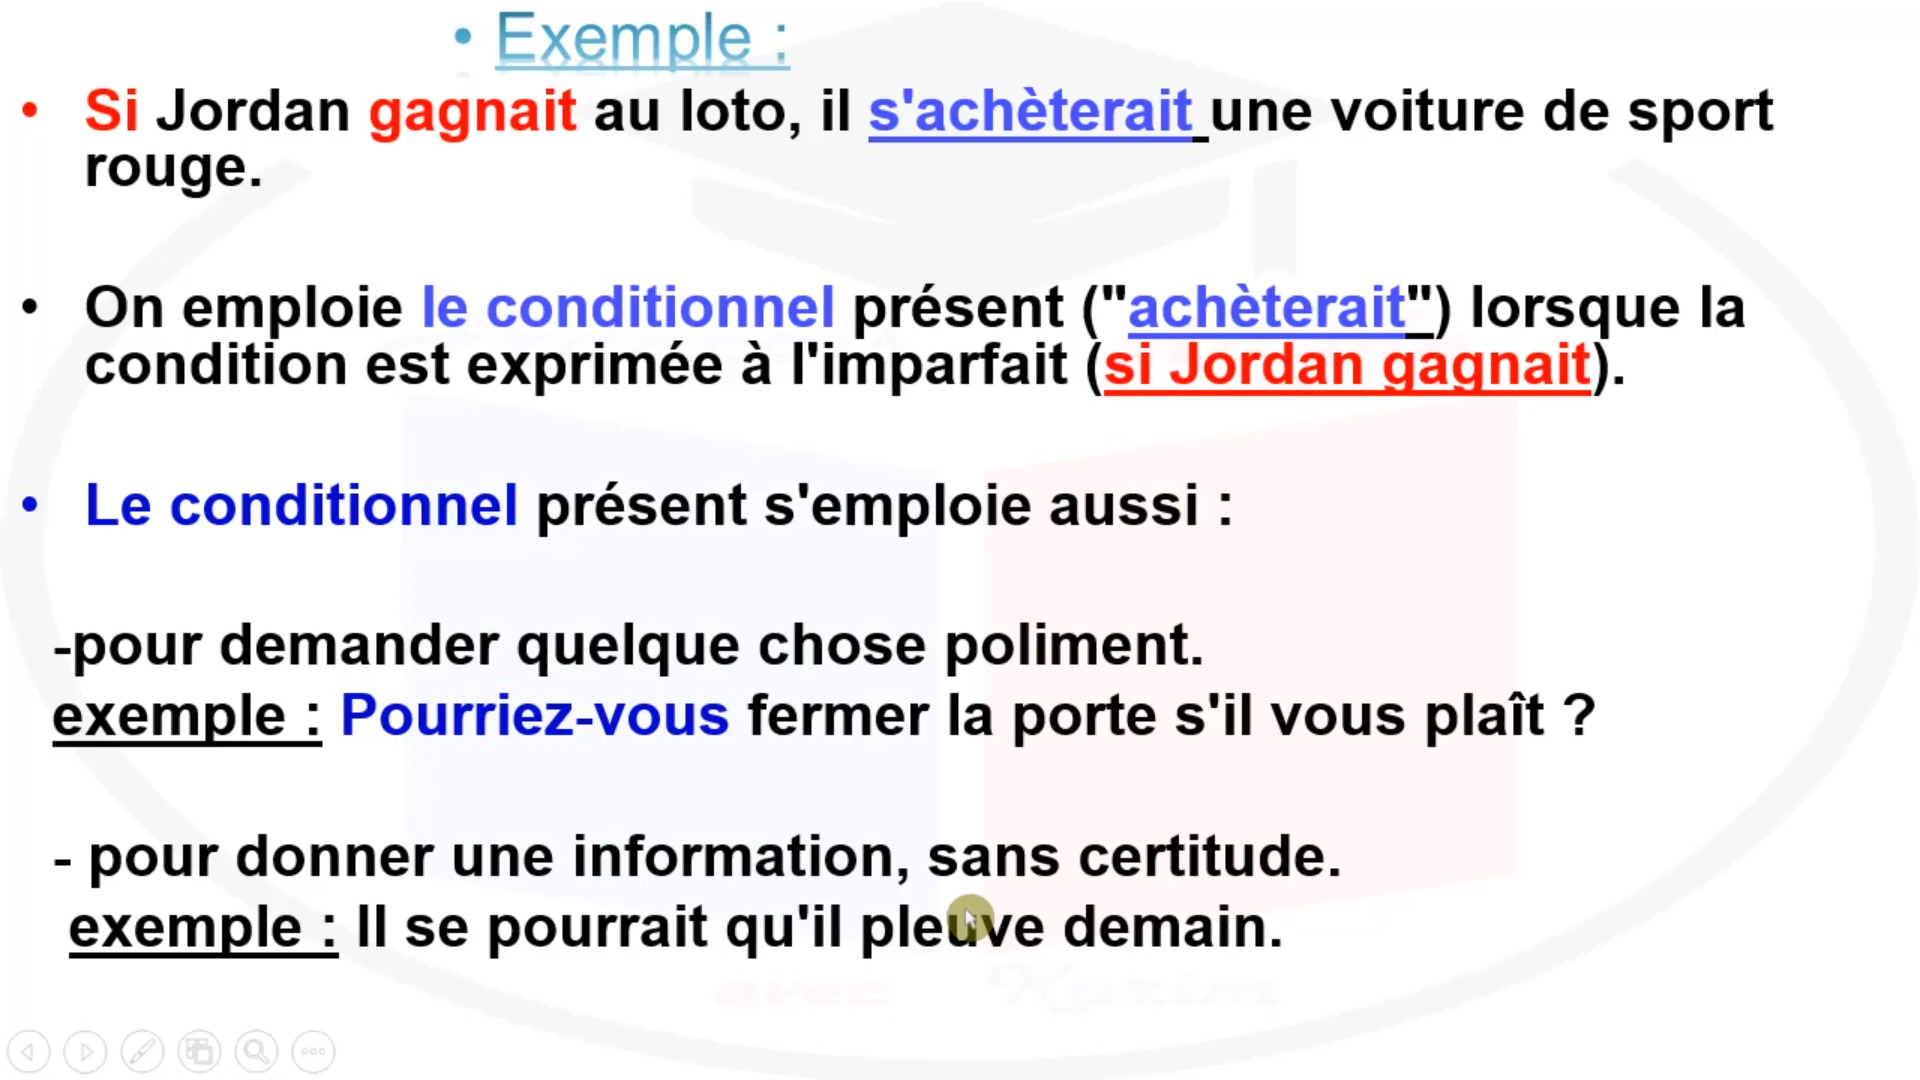 • Exemple :
• Si Jordan gagnait au loto, il s'achèterait une voiture de sport
rouge.
• On emploie le conditionnel présent ("achèterait") lorsque la
condition est exprimée à l'imparfait (si Jordan gagnait).
• Le conditionnel présent s'emploie aussi :
-pour demander quelque chose poliment.
exemple : Pourriez-vous fermer la porte s'il vous plaît ?
- pour donner une information, sans certitude.
exemple : Il se pourrait qu'il pleuve demain.
avec Karim